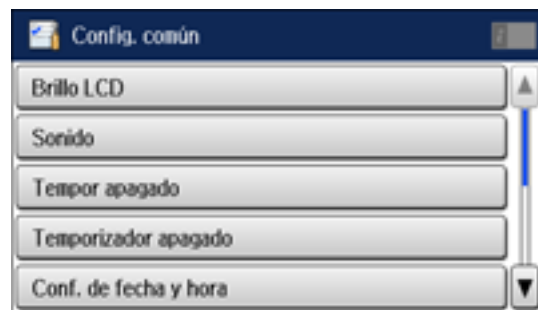 Config. común
Brillo LCD
Sonido
Tempor apagado
Temporizador apagado
Conf. de fecha y hora